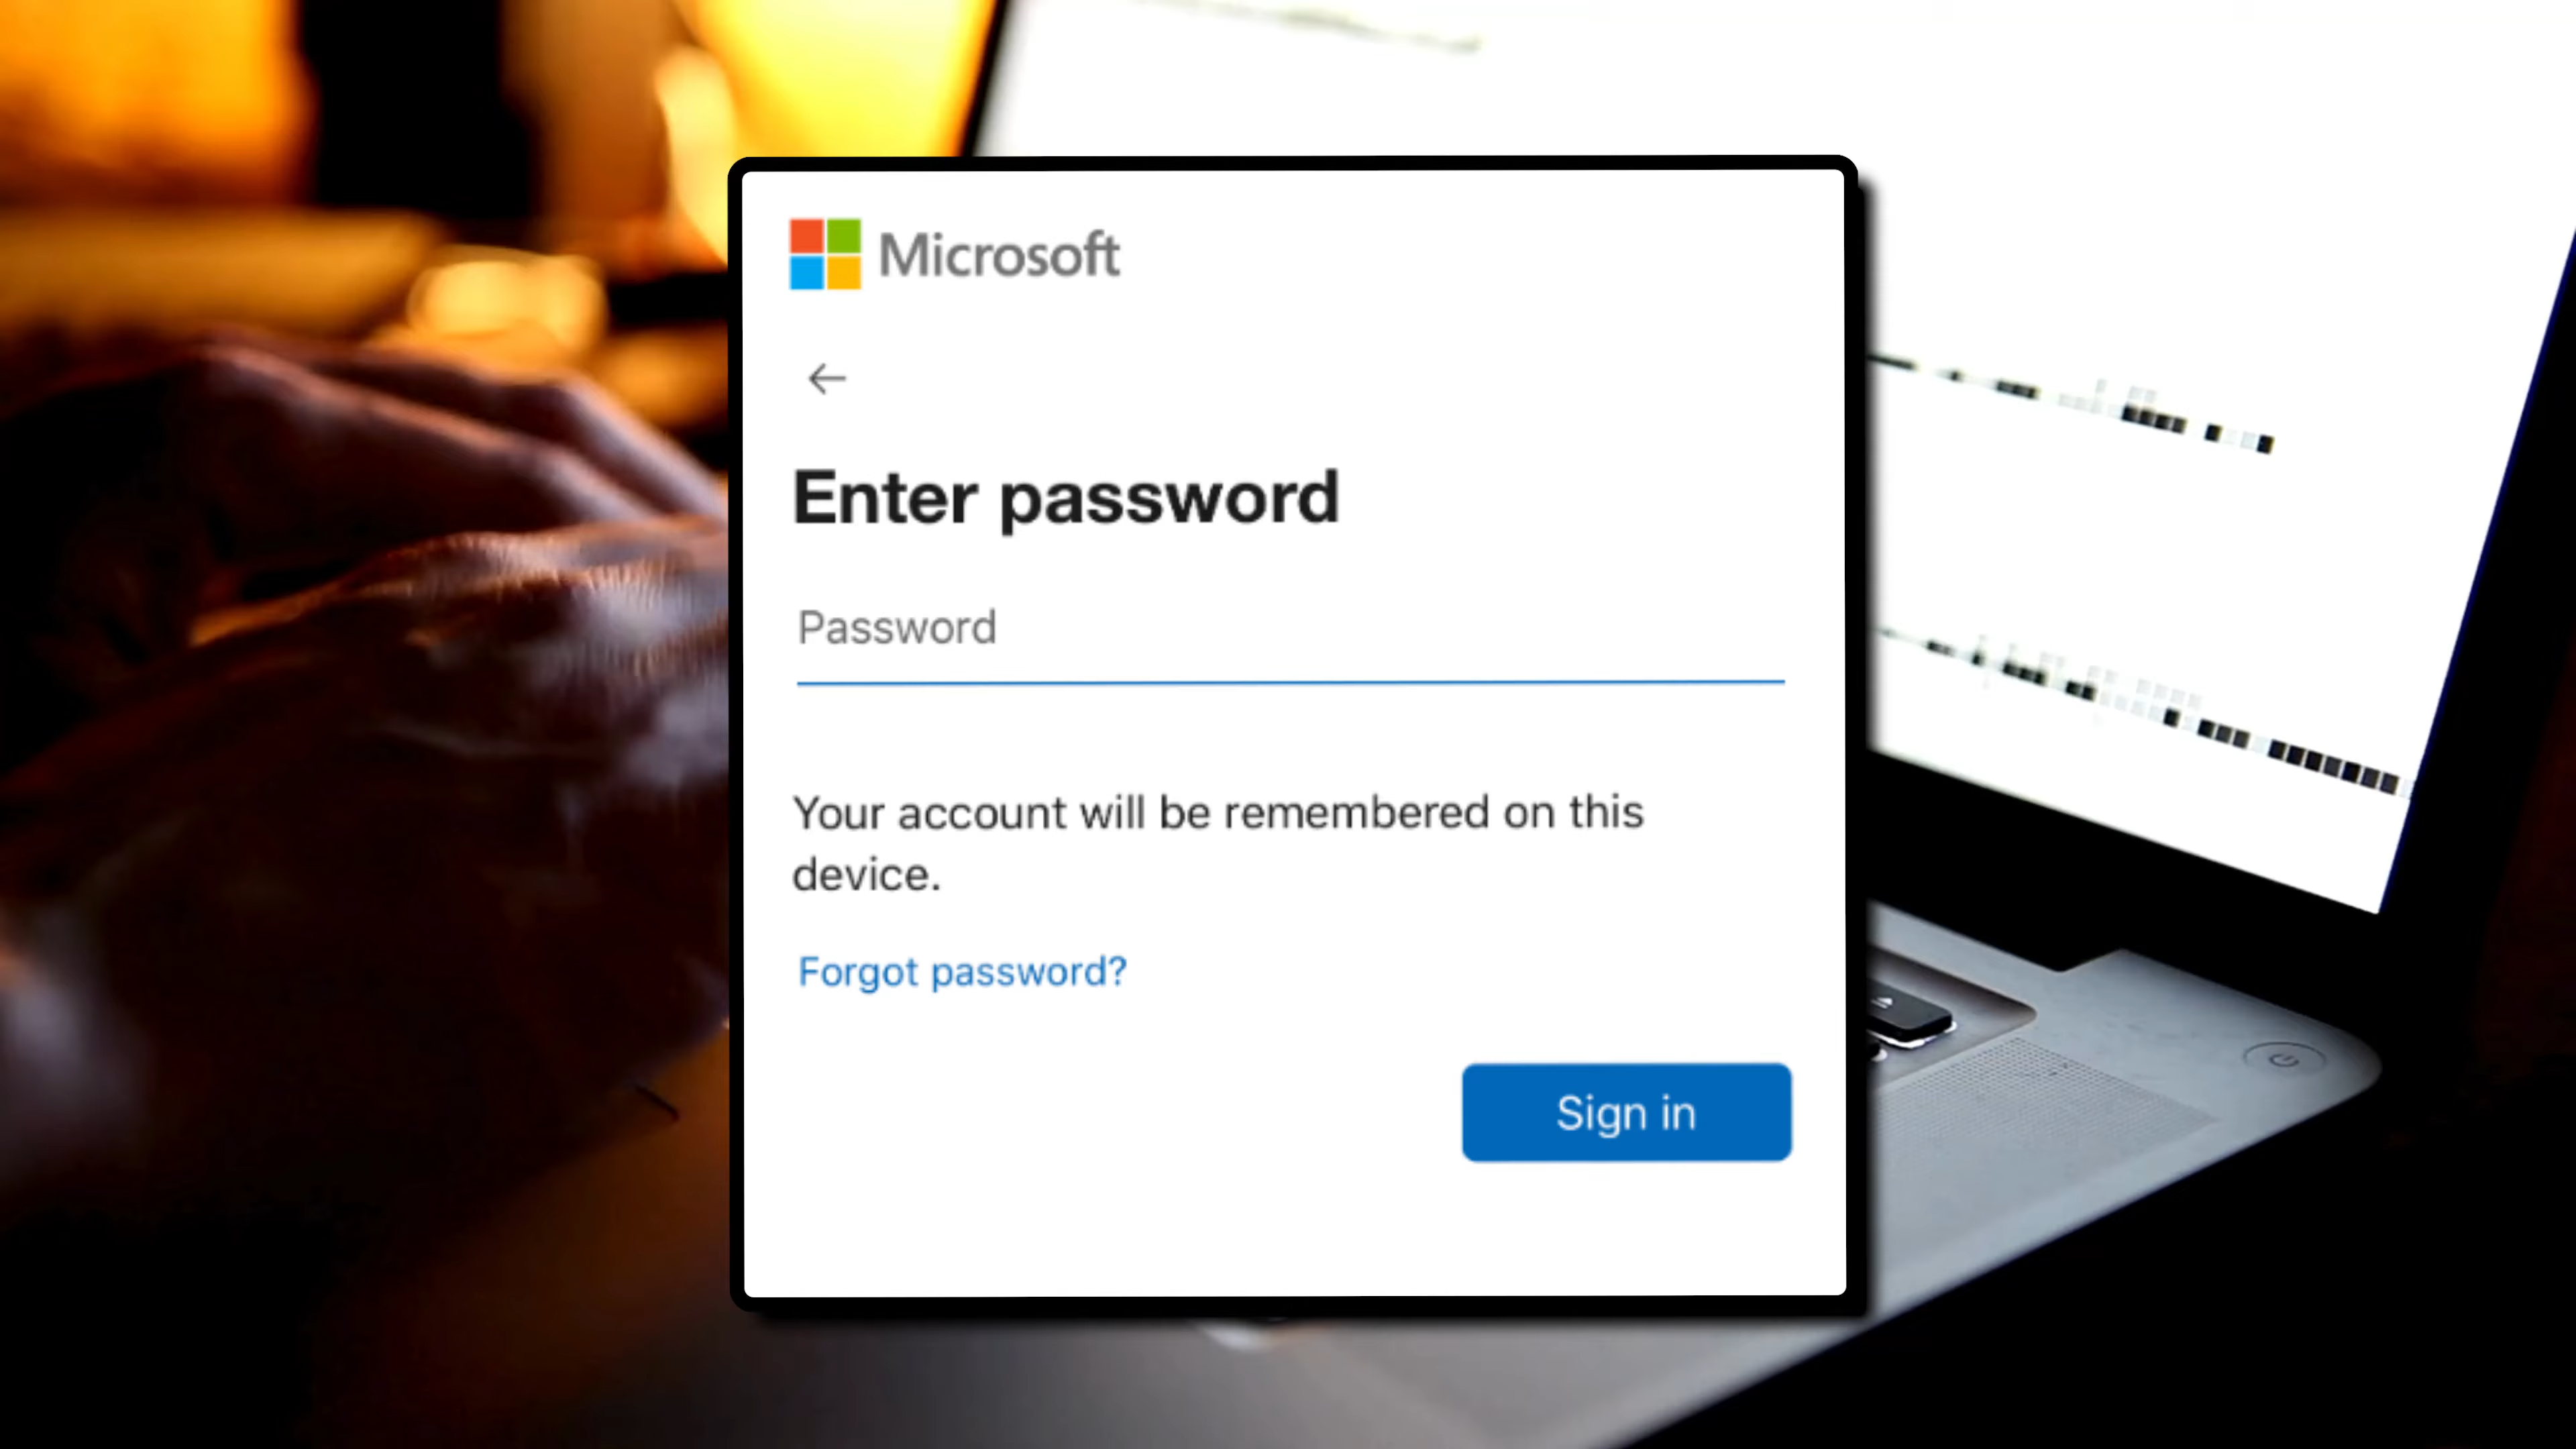 Microsoft
Enter password
Password
Your account will be remembered on this
device.
Forgot password?
Sign in